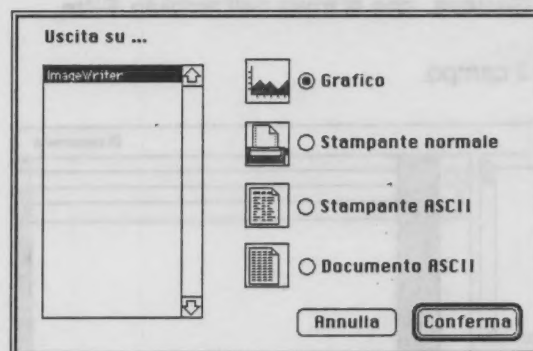 Uscita su ...
ImageWriter
Grafico
Stampante normale
Stampante ASCII
Documento ASCII
Annulla
Conferma